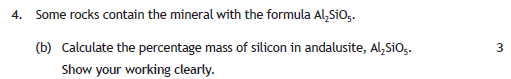 4. Some rocks contain the mineral with the formula Al₂SiO₅.
(b) Calculate the percentage mass of silicon in andalusite, Al₂SiO₅. 3
Show your working clearly.